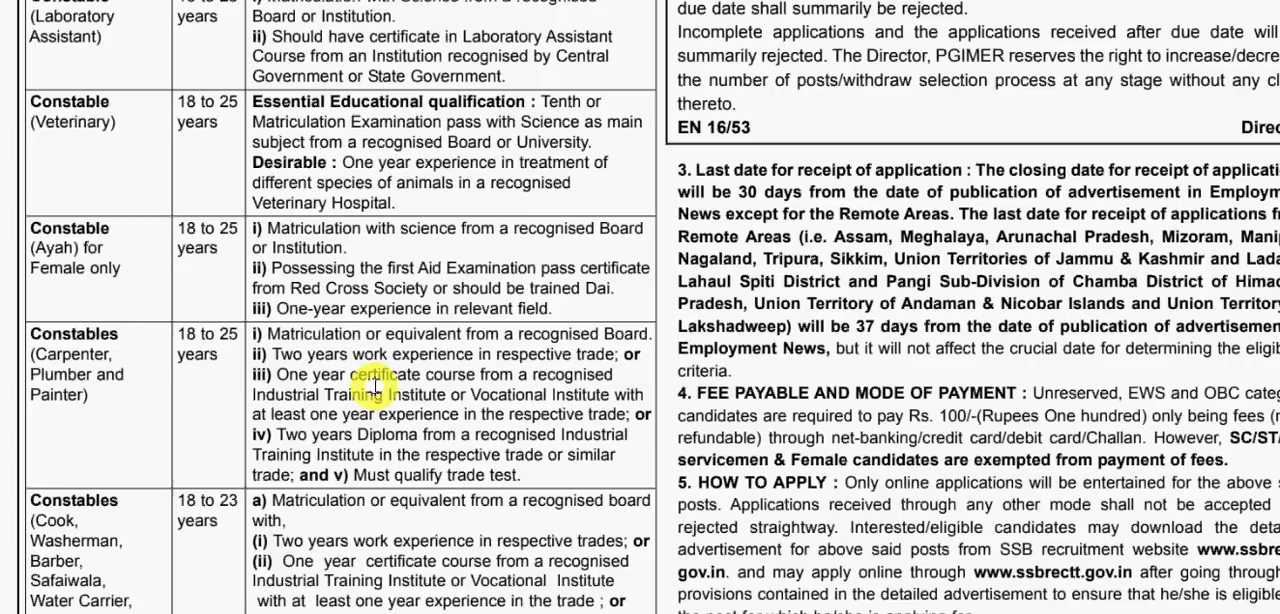 Constable
(Laboratory
Assistant)
years
Board or Institution.
ii) Should have certificate in Laboratory Assistant
Course from an Institution recognised by Central
Government or State Government.
Constable
(Veterinary)
18 to 25
years
Essential Educational qualification : Tenth or
Matriculation Examination pass with Science as main
subject from a recognised Board or University.
Desirable : One year experience in treatment of
different species of animals in a recognised
Veterinary Hospital.
Constable
(Ayah) for
Female only
18 to 25
years
i) Matriculation with science from a recognised Board
or Institution.
ii) Possessing the first Aid Examination pass certificate
from Red Cross Society or should be trained Dai.
iii) One-year experience in relevant field.
Constables
(Carpenter,
Plumber and
Painter)
18 to 25
years
i) Matriculation or equivalent from a recognised Board.
ii) Two years work experience in respective trade; or
iii) One year certificate course from a recognised
Industrial Training Institute or Vocational Institute with
at least one year experience in the respective trade; or
iv) Two years Diploma from a recognised Industrial
Training Institute in the respective trade or similar
trade; and v) Must qualify trade test.
Constables
(Cook,
Washerman,
Barber,
Safaiwala,
Water Carrier,
18 to 23
years
a) Matriculation or equivalent from a recognised board
with,
(i) Two years work experience in respective trades; or
(ii) One year certificate course from a recognised
Industrial Training Institute or Vocational Institute
with at least one year experience in the trade ; or
due date shall summarily be rejected.
Incomplete applications and the applications received after due date will
summarily rejected. The Director, PGIMER reserves the right to increase/decre
the number of posts/withdraw selection process at any stage without any cl
thereto.
EN 16/53 Direc
3. Last date for receipt of application : The closing date for receipt of applicati
will be 30 days from the date of publication of advertisement in Employm
News except for the Remote Areas. The last date for receipt of applications f
Remote Areas (i.e. Assam, Meghalaya, Arunachal Pradesh, Mizoram, Mani
Nagaland, Tripura, Sikkim, Union Territories of Jammu & Kashmir and Lada
Lahaul Spiti District and Pangi Sub-Division of Chamba District of Himac
Pradesh, Union Territory of Andaman & Nicobar Islands and Union Territory
Lakshadweep) will be 37 days from the date of publication of advertisemen
Employment News, but it will not affect the crucial date for determining the eligib
criteria.
4. FEE PAYABLE AND MODE OF PAYMENT : Unreserved, EWS and OBC categ
candidates are required to pay Rs. 100/-(Rupees One hundred) only being fees (n
refundable) through net-banking/credit card/debit card/Challan. However, SC/ST/
servicemen & Female candidates are exempted from payment of fees.
5. HOW TO APPLY : Only online applications will be entertained for the above s
posts. Applications received through any other mode shall not be accepted
rejected straightway. Interested/eligible candidates may download the deta
advertisement for above said posts from SSB recruitment website www.ssbre
gov.in. and may apply online through www.ssbrectt.gov.in after going through
provisions contained in the detailed advertisement to ensure that he/she is eligible